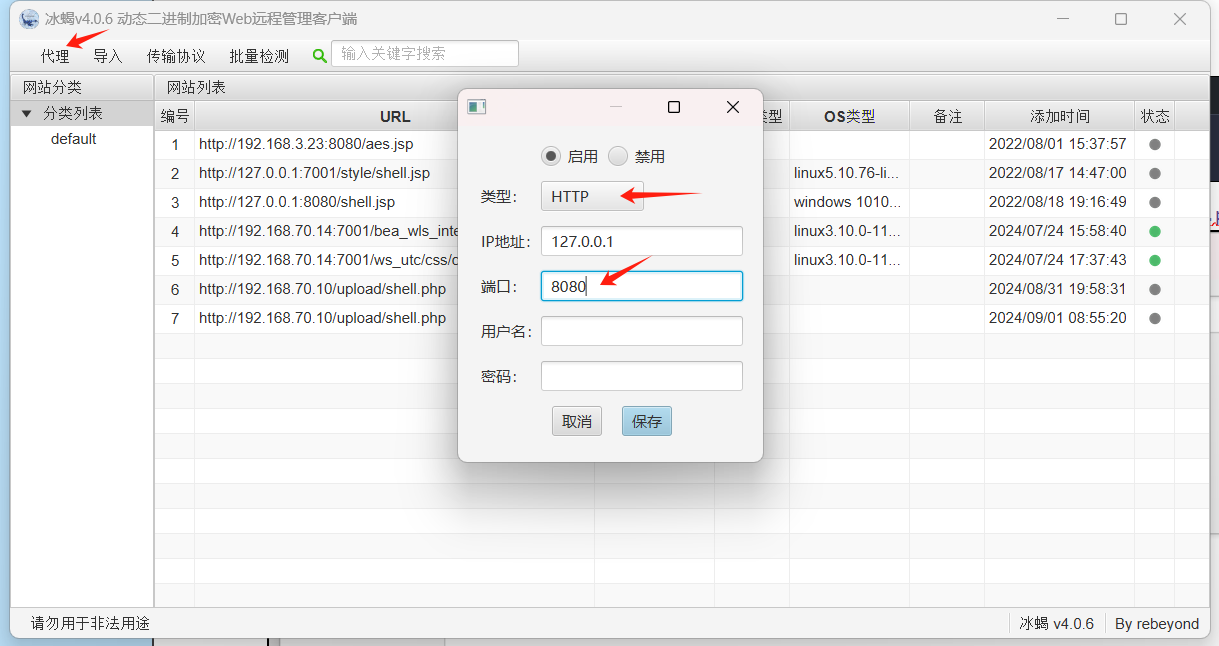 冰蝎v4.0.6 动态二进制加密Web远程管理客户端
代理 导入 传输协议 批量检测 输入关键字搜索
网站分类 网站列表
分类列表
default
编号 URL 类型 OS类型 备注 添加时间 状态
1 http://192.168.3.23:8080/aes.jsp 2022/08/01 15:37:57
2 http://127.0.0.1:7001/style/shell.jsp linux5.10.76-li... 2022/08/17 14:47:00
3 http://127.0.0.1:8080/shell.jsp windows 1010... 2022/08/18 19:16:49
4 http://192.168.70.14:7001/bea_wls_inte linux3.10.0-11... 2024/07/24 15:58:40
5 http://192.168.70.14:7001/ws_utc/css/c linux3.10.0-11... 2024/07/24 17:37:43
6 http://192.168.70.10/upload/shell.php 2024/08/31 19:58:31
7 http://192.168.70.10/upload/shell.php 2024/09/01 08:55:20
启用 禁用
类型: HTTP
IP地址: 127.0.0.1
端口: 8080
用户名:
密码:
取消 保存
请勿用于非法用途 冰蝎 v4.0.6 By rebeyond